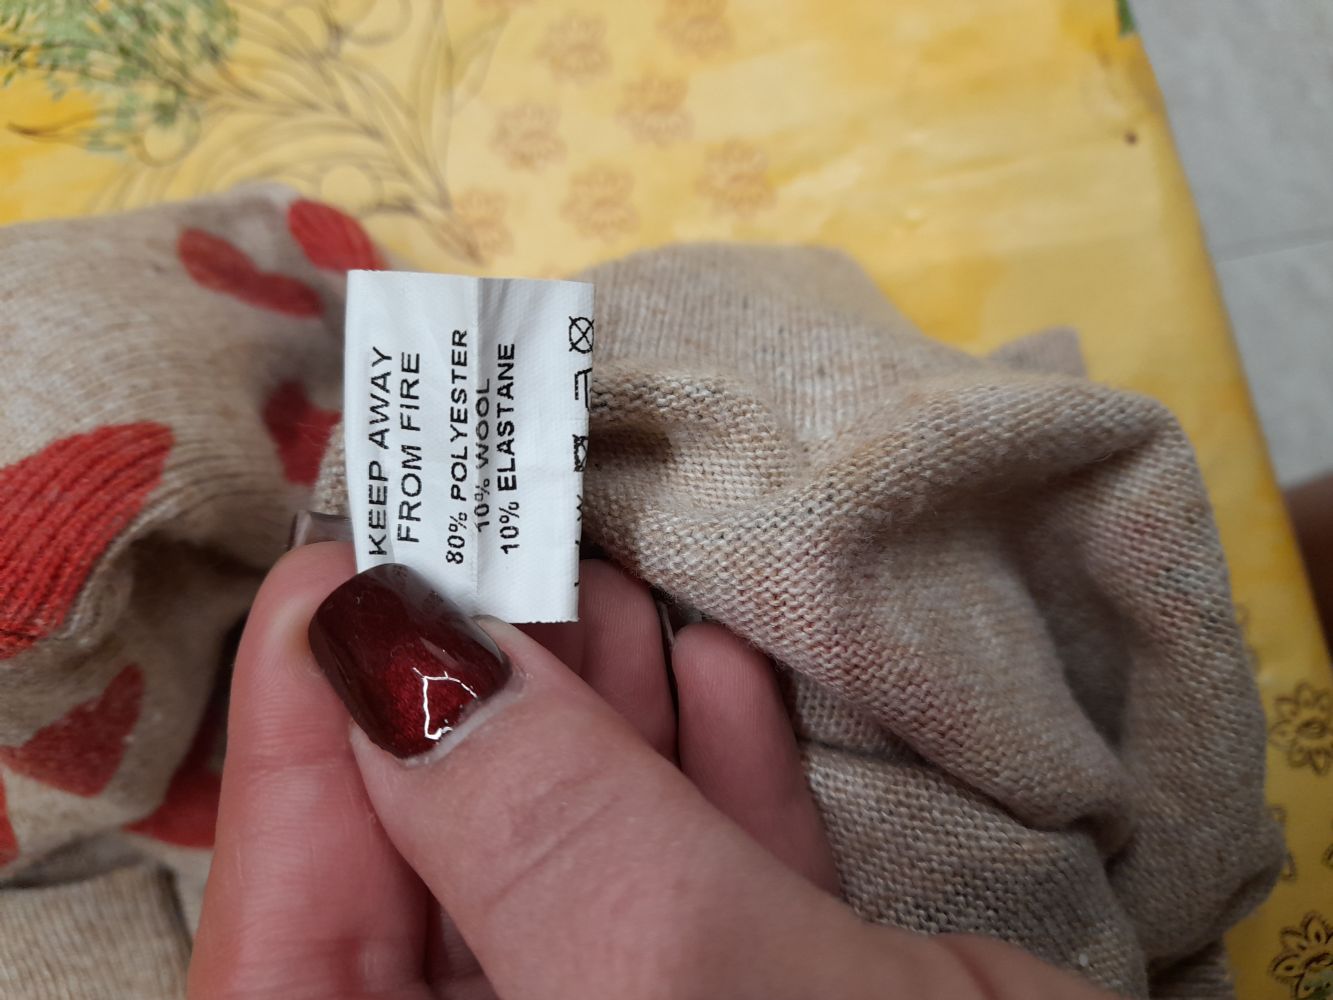 KEEP AWAY
FROM FIRE
80% POLYESTER
10% WOOL
10% ELASTANE